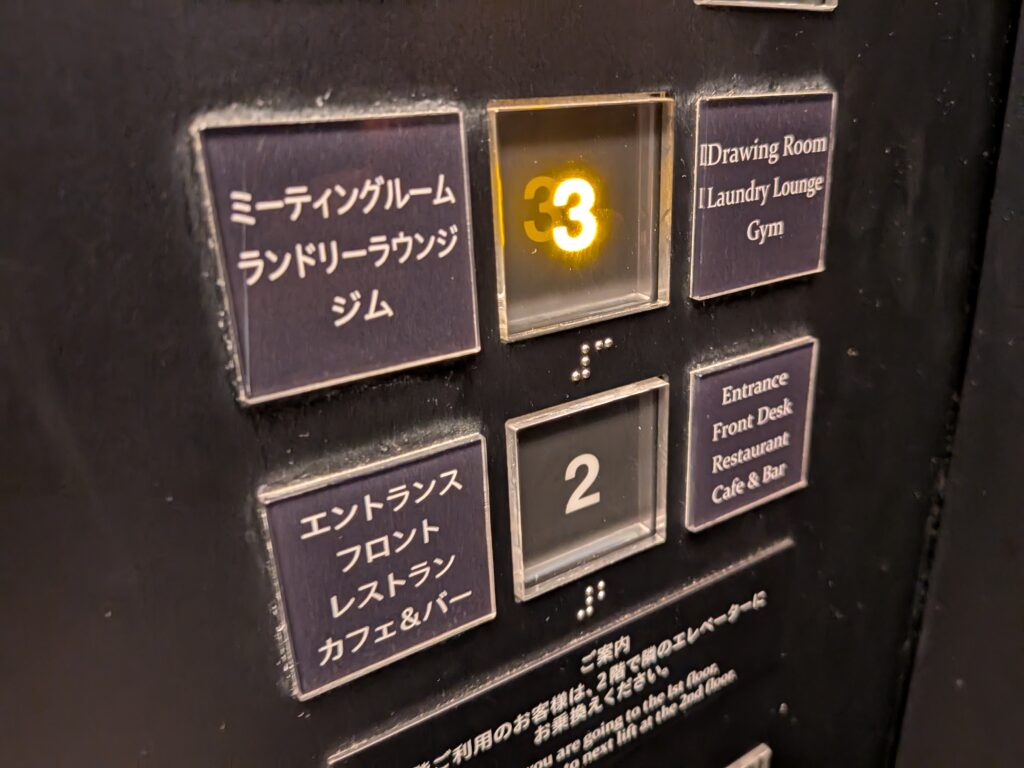 ミーティングルーム
ランドリーラウンジ
ジム
3
Drawing Room
Laundry Lounge
Gym
エントランス
フロント
レストラン
カフェ&バー
2
Entrance
Front Desk
Restaurant
Cafe & Bar
ご案内
ご利用のお客様は、2階で隣のエレベーターに
お乗換えください。
you are going to the 1st floor,
to next lift at the 2nd floor.